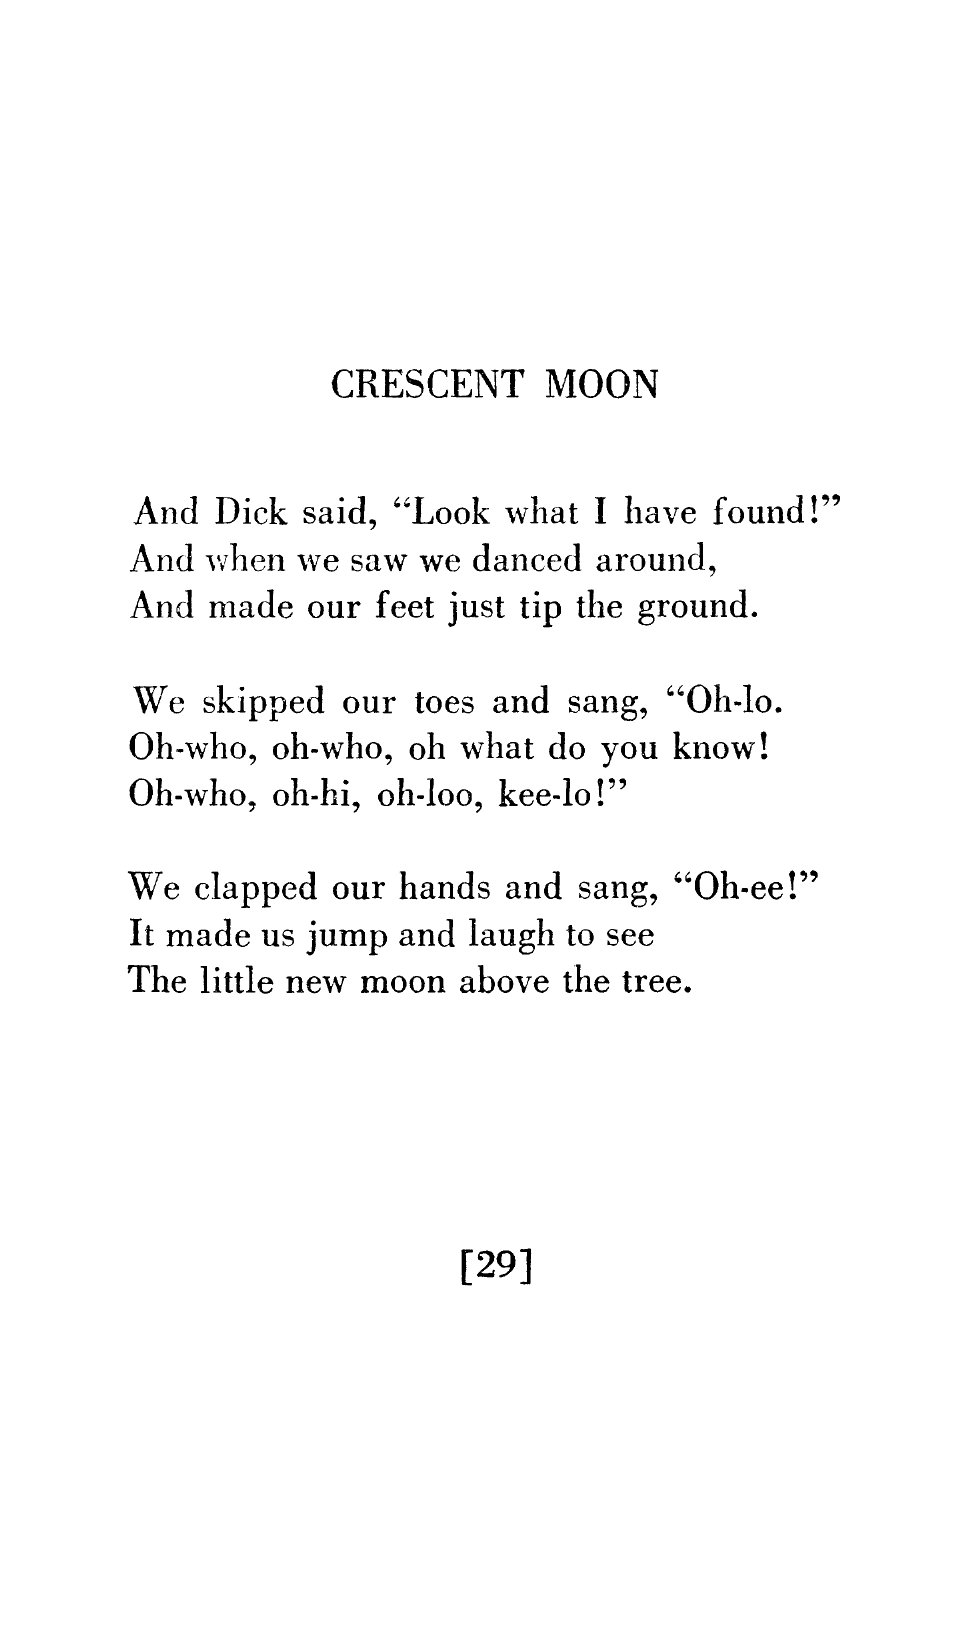 CRESCENT MOON
And Dick said, “Look what I have found!”
And when we saw we danced around,
And made our feet just tip the ground.
We skipped our toes and sang, “Oh-lo.
Oh-who, oh-who, oh what do you know!
Oh-who, oh-hi, oh-loo, kee-lo!”
We clapped our hands and sang, “Oh-ee!”
It made us jump and laugh to see
The little new moon above the tree.
[29]